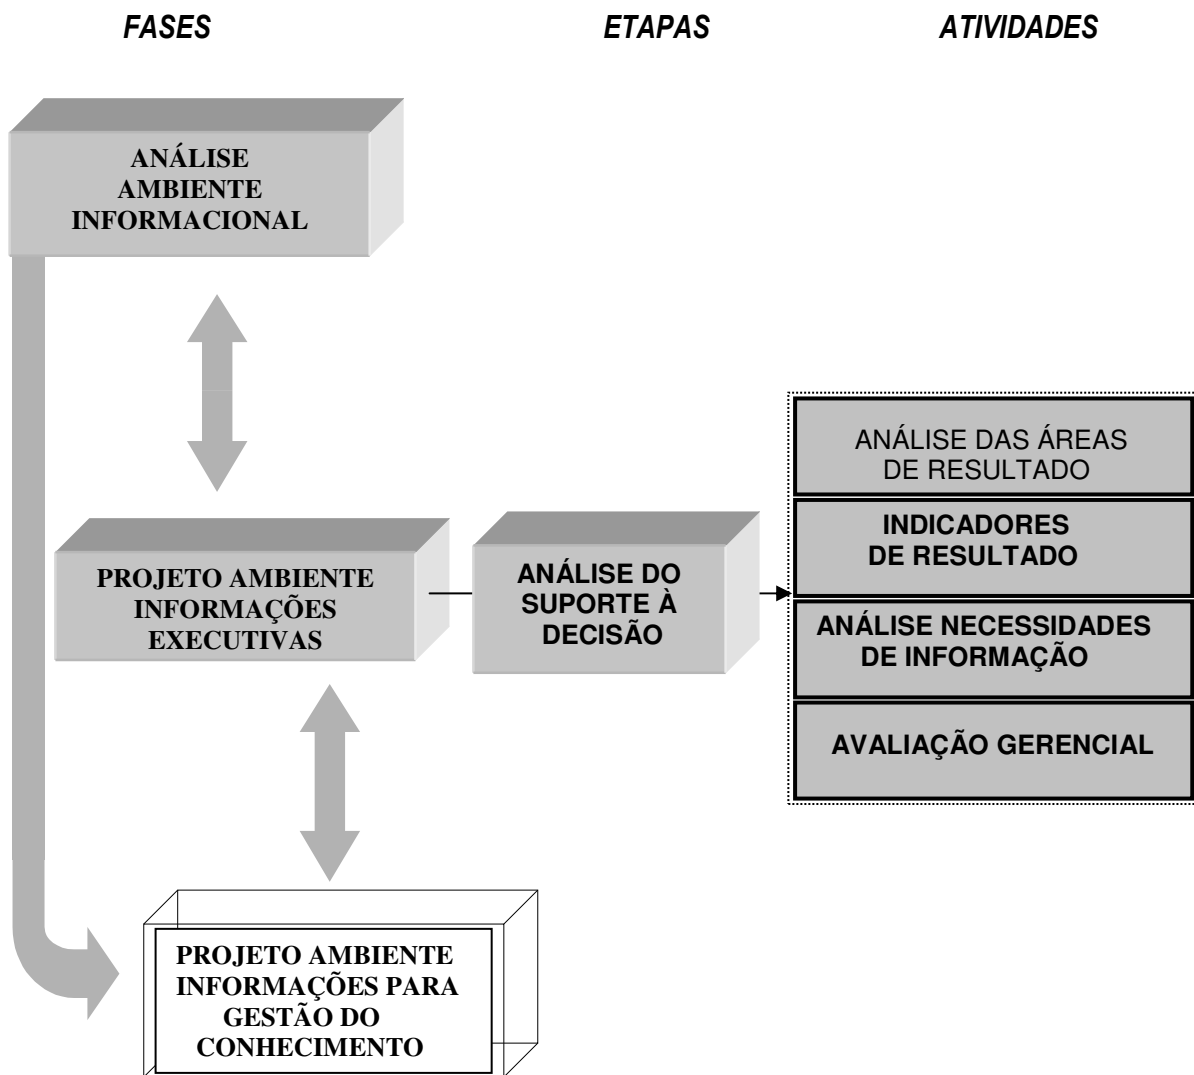 FASES ETAPAS ATIVIDADES
ANÁLISE
AMBIENTE
INFORMACIONAL
PROJETO AMBIENTE
INFORMAÇÕES
EXECUTIVAS
ANÁLISE DO
SUPORTE À
DECISÃO
ANÁLISE DAS ÁREAS
DE RESULTADO
INDICADORES
DE RESULTADO
ANÁLISE NECESSIDADES
DE INFORMAÇÃO
AVALIAÇÃO GERENCIAL
PROJETO AMBIENTE
INFORMAÇÕES PARA
GESTÃO DO
CONHECIMENTO